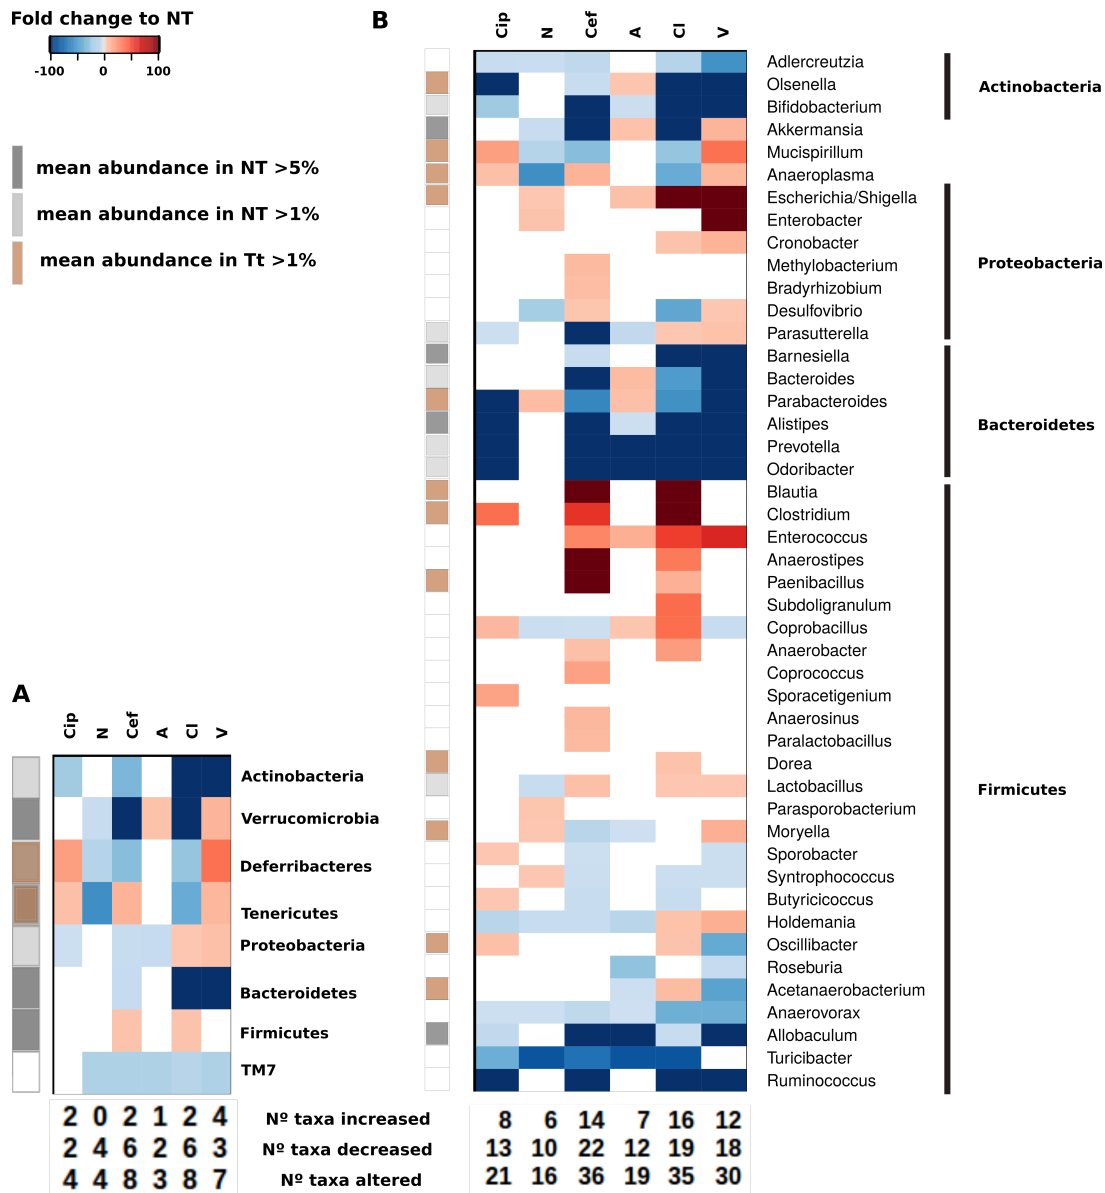 Fold change to NT
-100 0 100
mean abundance in NT >5%
mean abundance in NT >1%
mean abundance in Tt >1%
A
Cip N Cef A Cl V
Actinobacteria
Verrucomicrobia
Deferribacteres
Tenericutes
Proteobacteria
Bacteroidetes
Firmicutes
TM7
2 0 2 1 2 4
2 4 6 2 6 3
4 4 8 3 8 7
Nº taxa increased
Nº taxa decreased
Nº taxa altered
B
Cip N Cef A Cl V
Adlercreutzia
Olsenella
Bifidobacterium
Akkermansia
Mucispirillum
Anaeroplasma
Escherichia/Shigella
Enterobacter
Cronobacter
Methylobacterium
Bradyrhizobium
Desulfovibrio
Parasutterella
Barnesiella
Bacteroides
Parabacteroides
Alistipes
Prevotella
Odoribacter
Blautia
Clostridium
Enterococcus
Anaerostipes
Paenibacillus
Subdoligranulum
Coprobacillus
Anaerobacter
Coprococcus
Sporacetigenium
Anaerosinus
Paralactobacillus
Dorea
Lactobacillus
Parasporobacterium
Moryella
Sporobacter
Syntrophococcus
Butyricicoccus
Holdemania
Oscillibacter
Roseburia
Acetanaerobacterium
Anaerovorax
Allobaculum
Turicibacter
Ruminococcus
Actinobacteria
Proteobacteria
Bacteroidetes
Firmicutes
8 6 14 7 16 12
13 10 22 12 19 18
21 16 36 19 35 30